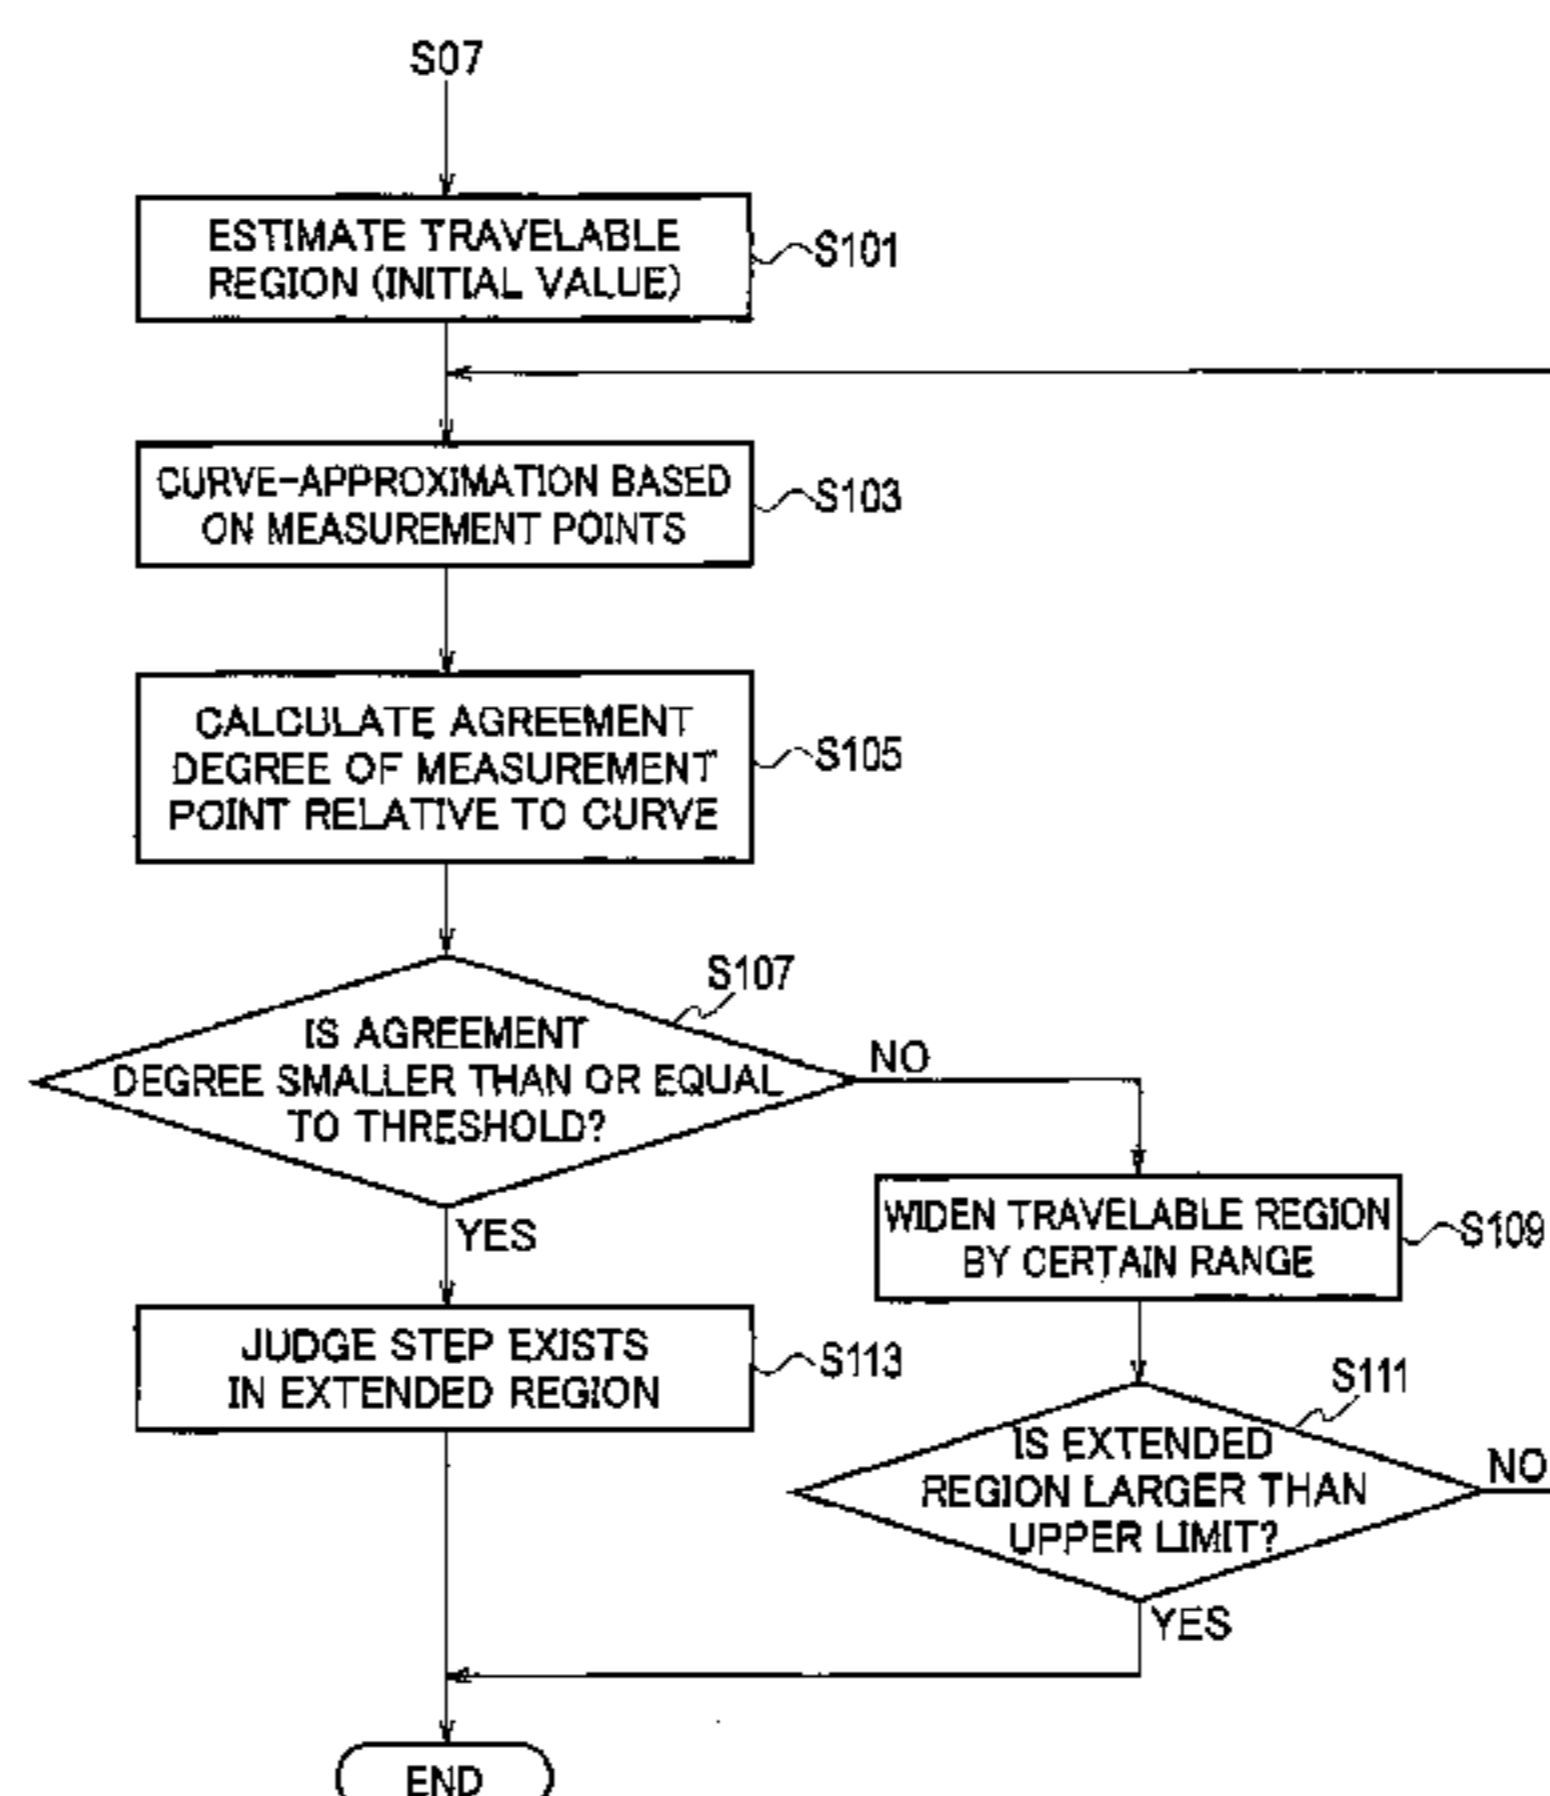 S07
ESTIMATE TRAVELABLE
REGION (INITIAL VALUE)
S101
CURVE-APPROXIMATION BASED
ON MEASUREMENT POINTS
S103
CALCULATE AGREEMENT
DEGREE OF MEASUREMENT
POINT RELATIVE TO CURVE
S105
S107
IS AGREEMENT
DEGREE SMALLER THAN OR EQUAL
TO THRESHOLD?
NO
YES
WIDEN TRAVELABLE REGION
BY CERTAIN RANGE
S109
JUDGE STEP EXISTS
IN EXTENDED REGION
S113
S111
IS EXTENDED
REGION LARGER THAN
UPPER LIMIT?
NO
YES
END